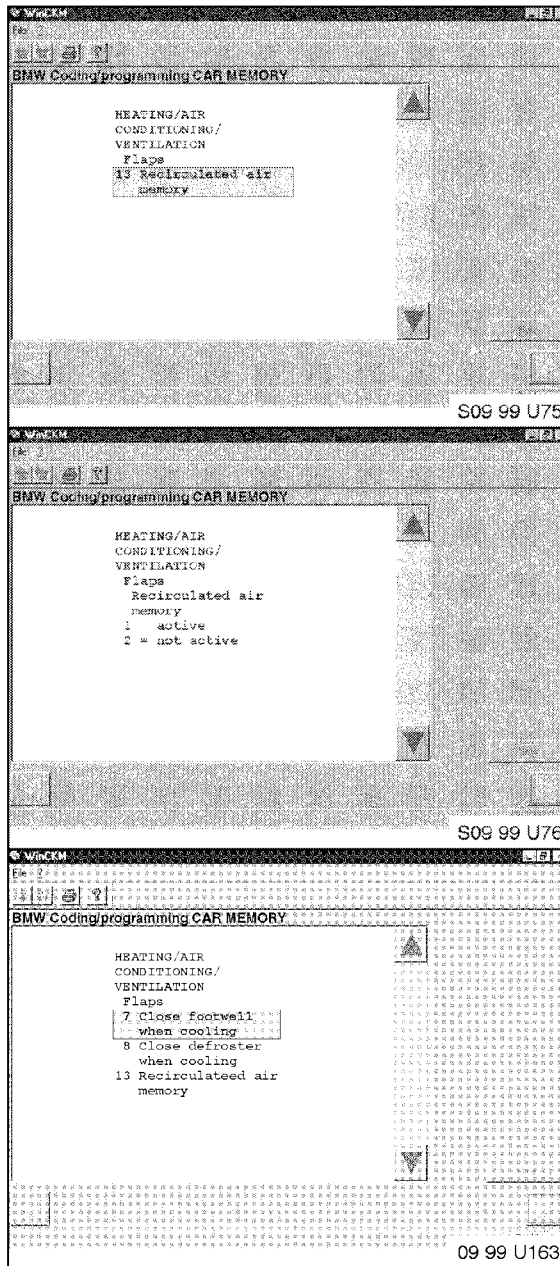 WinCKM
File ?
BMW Coding/programming CAR MEMORY
HEATING/AIR
CONDITIONING/
VENTILATION
Flaps
13 Recirculated air
memory
S09 99 U75
WinCKM
File ?
BMW Coding/programming CAR MEMORY
HEATING/AIR
CONDITIONING/
VENTILATION
Flaps
Recirculated air
memory
1 active
2 = not active
S09 99 U76
WinCKM
File ?
BMW Coding/programming CAR MEMORY
HEATING/AIR
CONDITIONING/
VENTILATION
Flaps
7 Close footwell
when cooling
8 Close defroster
when cooling
13 Recirculateed air
memory
09 99 U163